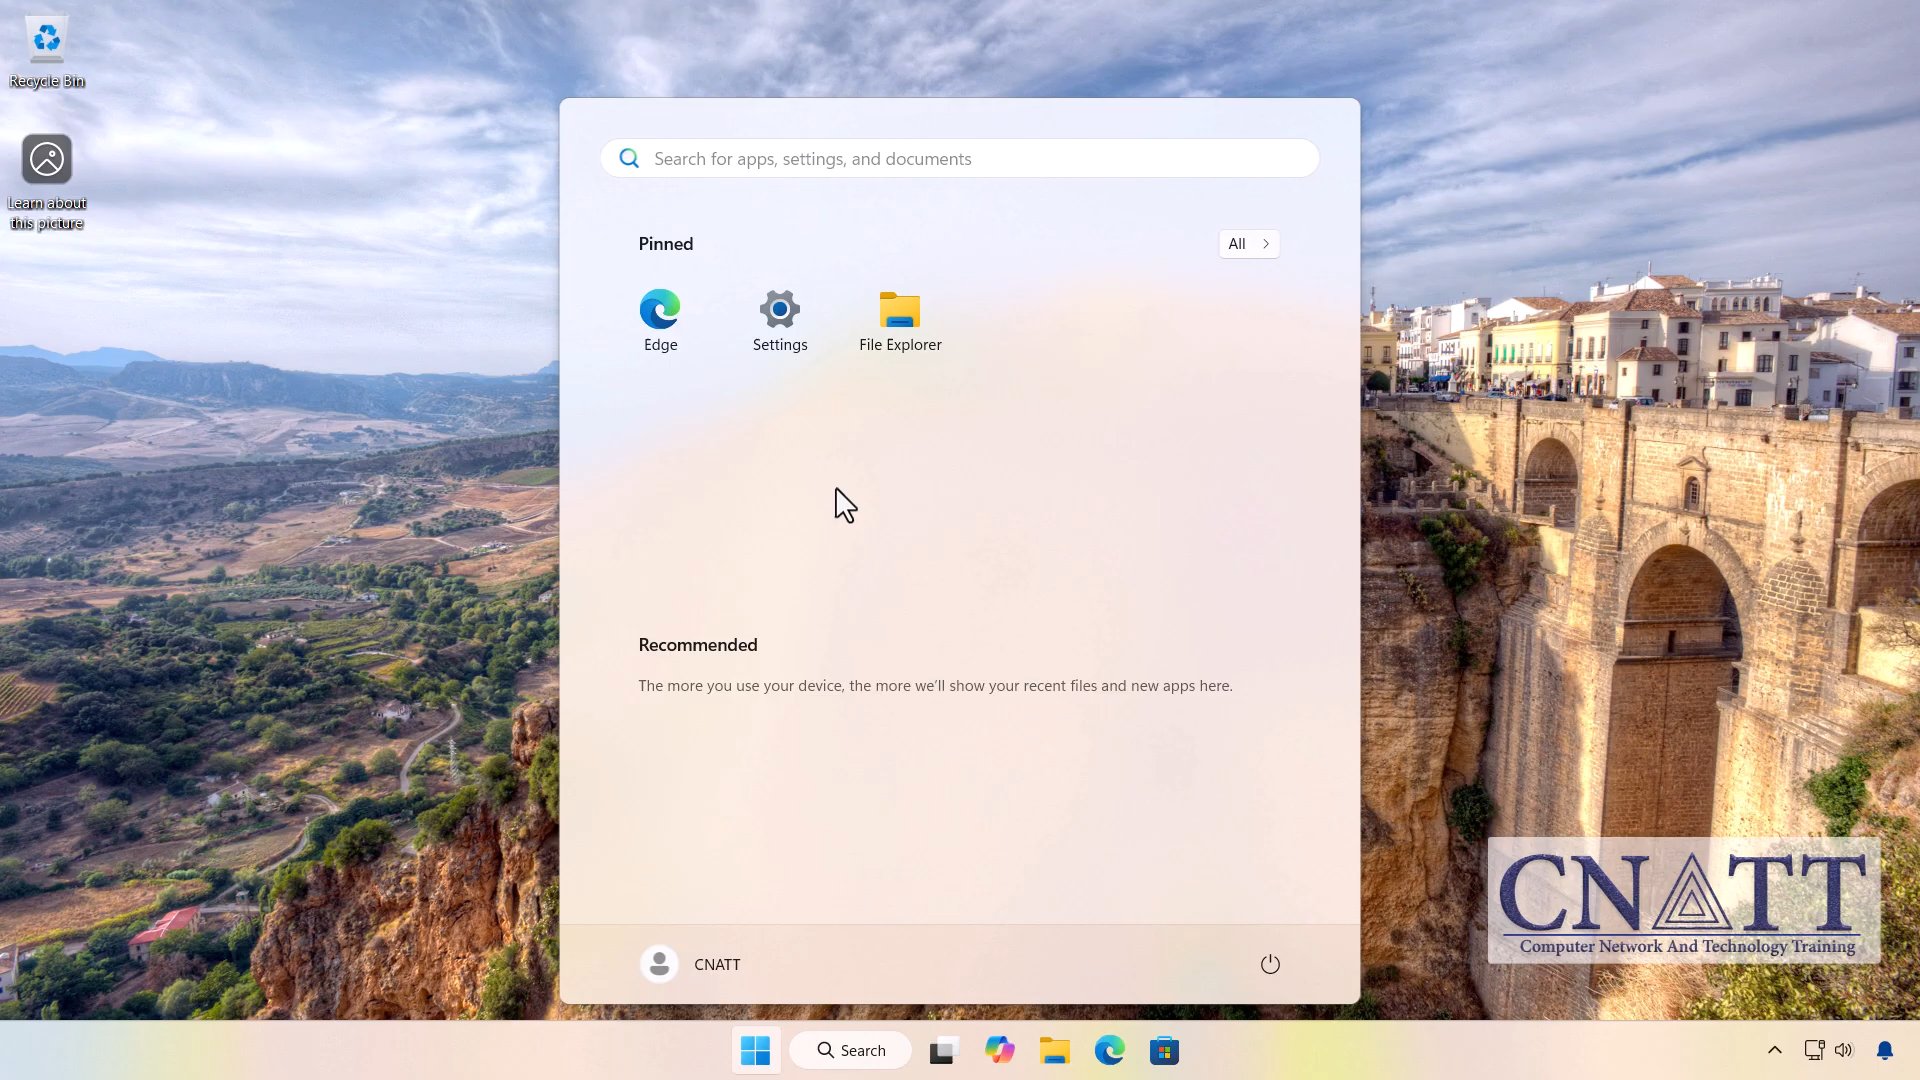 Recycle Bin
Learn about
this picture
Search for apps, settings, and documents
Pinned
All
Edge
Settings
File Explorer
Recommended
The more you use your device, the more we’ll show your recent files and new apps here.
CNATT
CNATT
Computer Network And Technology Training
Search